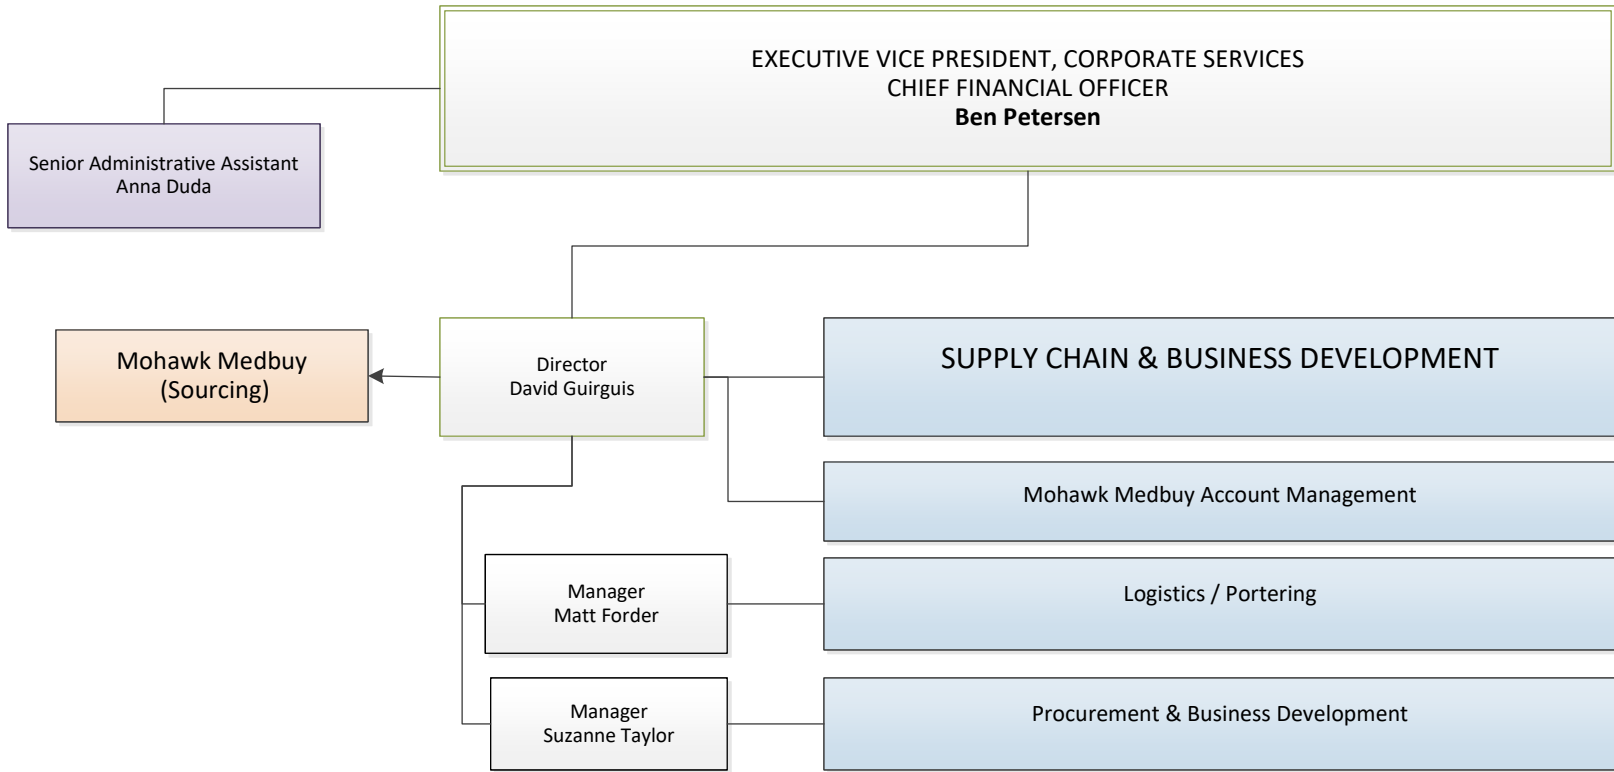 EXECUTIVE VICE PRESIDENT, CORPORATE SERVICES
CHIEF FINANCIAL OFFICER
Ben Petersen
Senior Administrative Assistant
Anna Duda
Mohawk Medbuy
(Sourcing)
Director
David Guirguis
SUPPLY CHAIN & BUSINESS DEVELOPMENT
Mohawk Medbuy Account Management
Manager
Matt Forder
Logistics / Portering
Manager
Suzanne Taylor
Procurement & Business Development